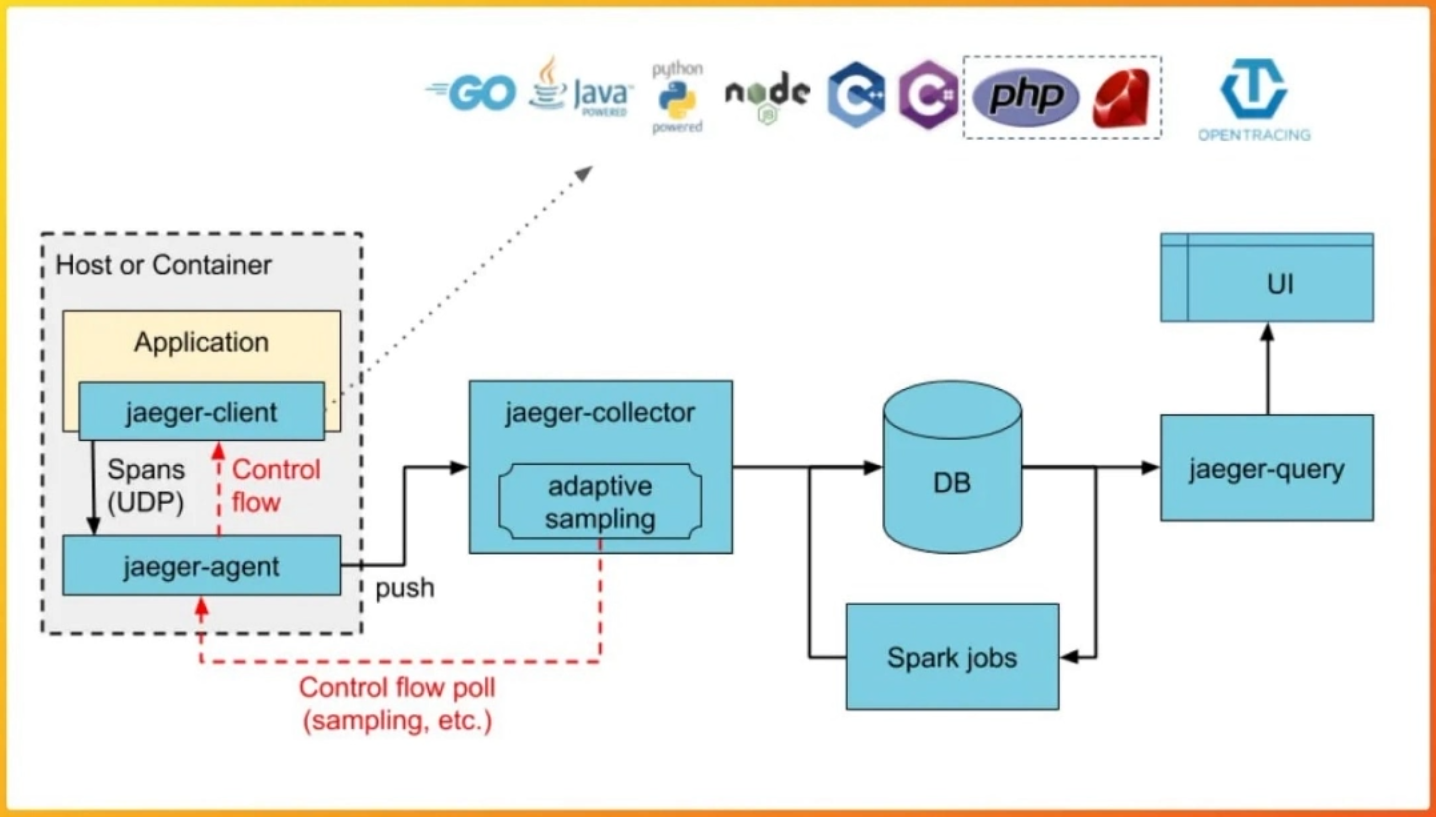 GO
Java
POWERED
python
powered
node
JS
C++
C#
php
OPENTRACING
Host or Container
Application
jaeger-client
Spans
(UDP)
Control
flow
jaeger-agent
push
Control flow poll
(sampling, etc.)
jaeger-collector
adaptive
sampling
DB
Spark jobs
jaeger-query
UI